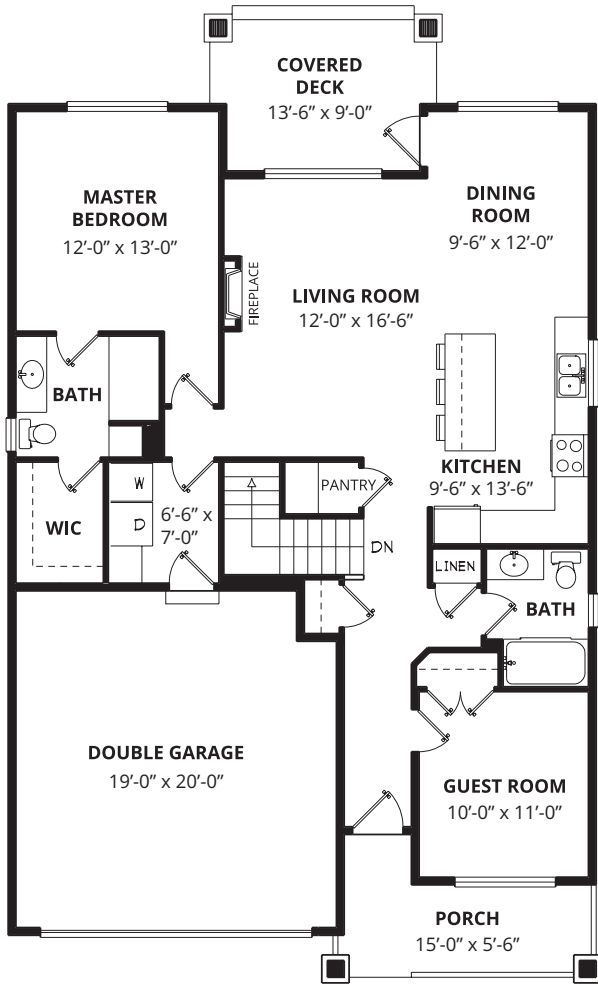 COVERED
DECK
13’-6” x 9’-0”
MASTER
BEDROOM
12’-0” x 13’-0”
DINING
ROOM
9’-6” x 12’-0”
FIREPLACE
LIVING ROOM
12’-0” x 16’-6”
BATH
KITCHEN
9’-6” x 13’-6”
PANTRY
W
D
6’-6” x
7’-0”
WIC
DN
LINEN
BATH
DOUBLE GARAGE
19’-0” x 20’-0”
GUEST ROOM
10’-0” x 11’-0”
PORCH
15’-0” x 5’-6”